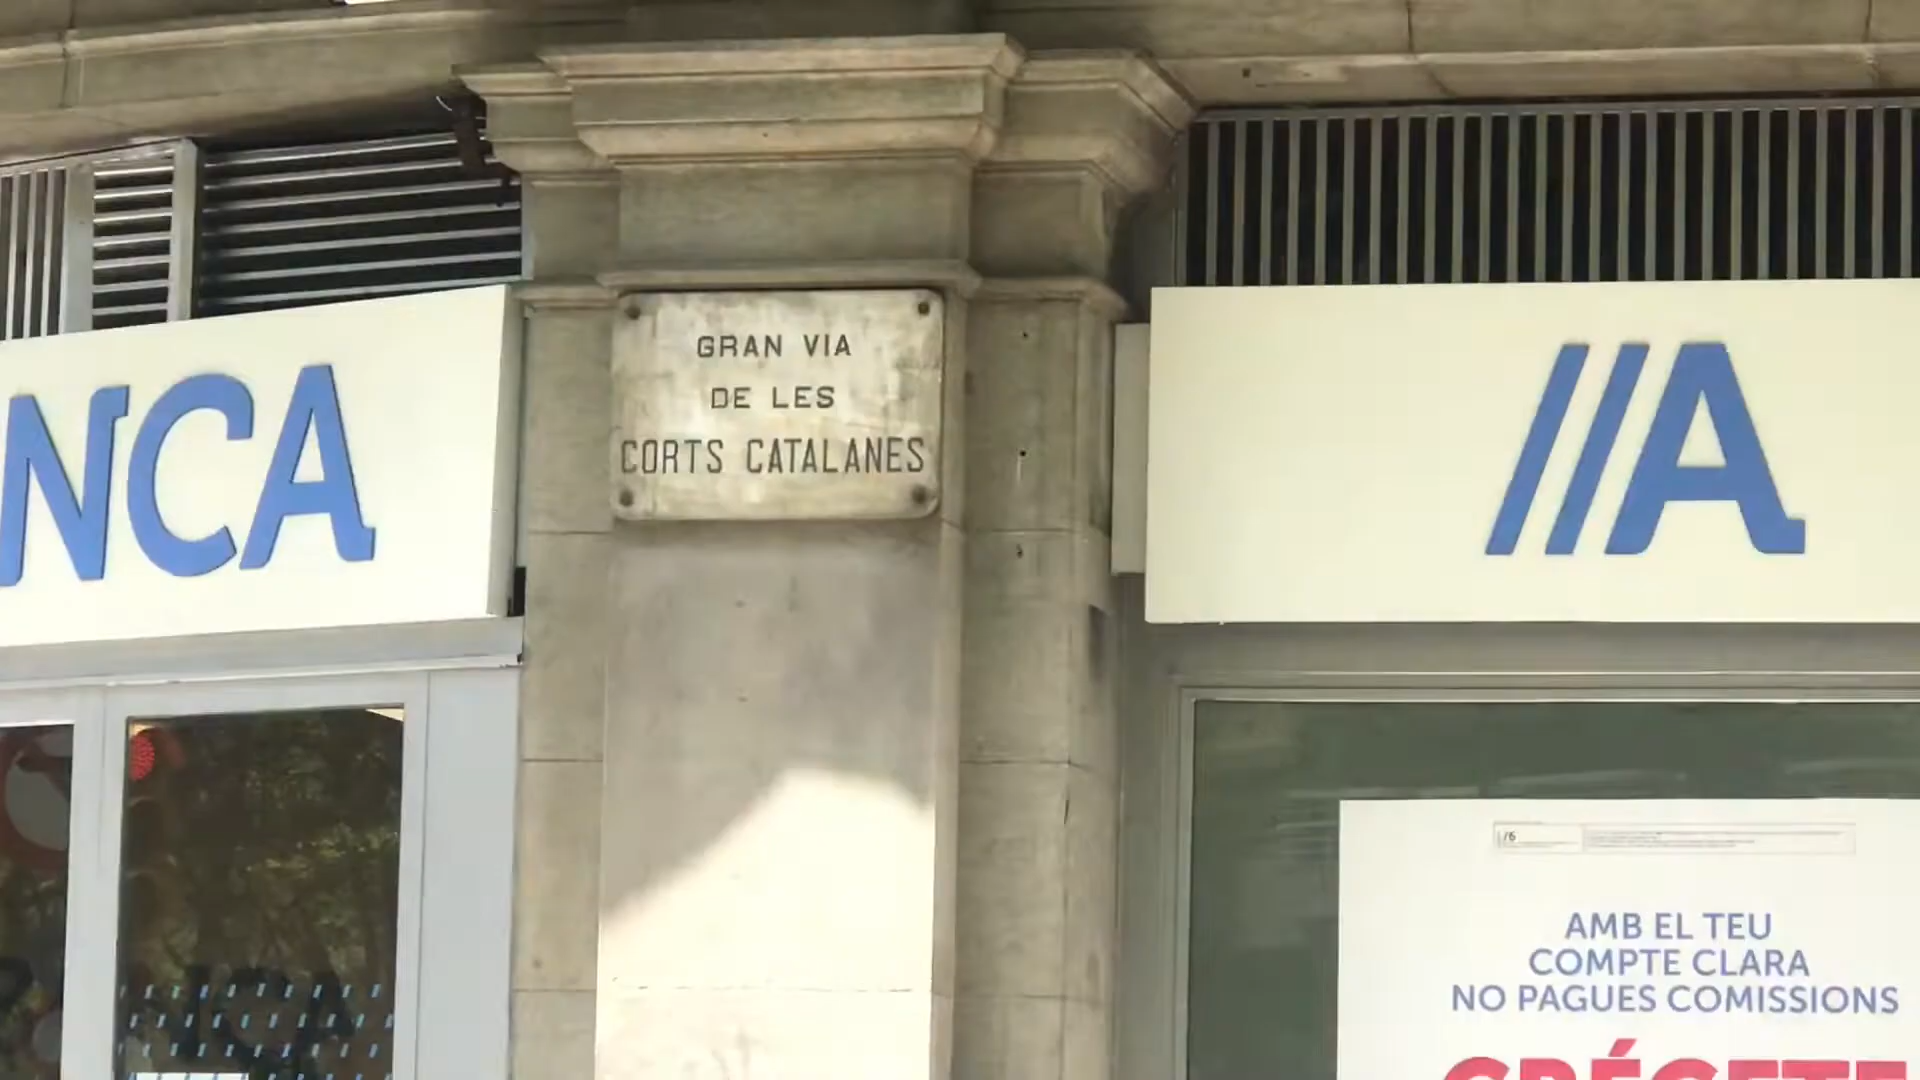 NCA
GRAN VIA
DE LES
CORTS CATALANES
//A
AMB EL TEU
COMPTE CLARA
NO PAGUES COMISSIONS